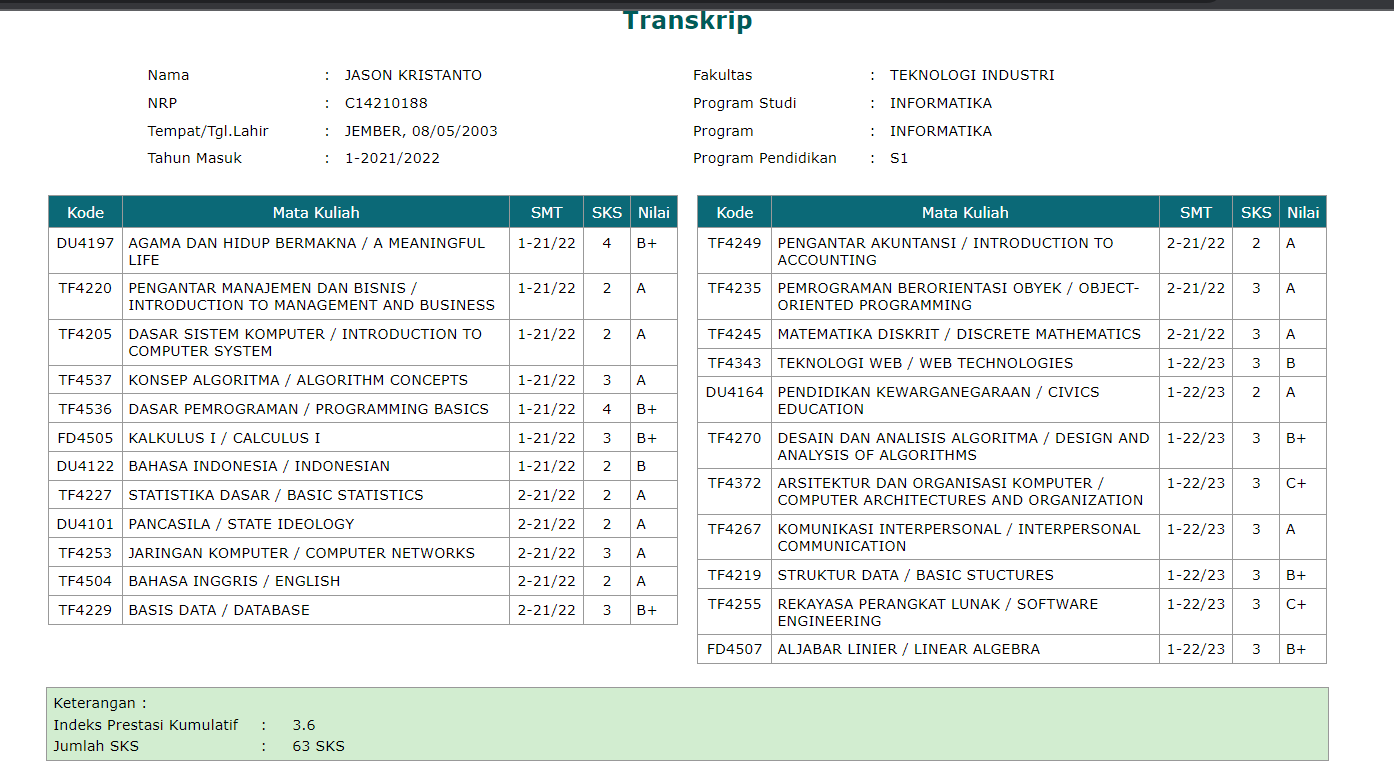 Transkrip
Nama : JASON KRISTANTO
NRP : C14210188
Tempat/Tgl.Lahir : JEMBER, 08/05/2003
Tahun Masuk : 1-2021/2022
Fakultas : TEKNOLOGI INDUSTRI
Program Studi : INFORMATIKA
Program : INFORMATIKA
Program Pendidikan : S1
Kode Mata Kuliah SMT SKS Nilai
DU4197 AGAMA DAN HIDUP BERMAKNA / A MEANINGFUL 1-21/22 4 B+
LIFE
TF4220 PENGANTAR MANAJEMEN DAN BISNIS / 1-21/22 2 A
INTRODUCTION TO MANAGEMENT AND BUSINESS
TF4205 DASAR SISTEM KOMPUTER / INTRODUCTION TO 1-21/22 2 A
COMPUTER SYSTEM
TF4537 KONSEP ALGORITMA / ALGORITHM CONCEPTS 1-21/22 3 A
TF4536 DASAR PEMROGRAMAN / PROGRAMMING BASICS 1-21/22 4 B+
FD4505 KALKULUS I / CALCULUS I 1-21/22 3 B+
DU4122 BAHASA INDONESIA / INDONESIAN 1-21/22 2 B
TF4227 STATISTIKA DASAR / BASIC STATISTICS 2-21/22 2 A
DU4101 PANCASILA / STATE IDEOLOGY 2-21/22 2 A
TF4253 JARINGAN KOMPUTER / COMPUTER NETWORKS 2-21/22 3 A
TF4504 BAHASA INGGRIS / ENGLISH 2-21/22 2 A
TF4229 BASIS DATA / DATABASE 2-21/22 3 B+
Kode Mata Kuliah SMT SKS Nilai
TF4249 PENGANTAR AKUNTANSI / INTRODUCTION TO 2-21/22 2 A
ACCOUNTING
TF4235 PEMROGRAMAN BERORIENTASI OBYEK / OBJECT- 2-21/22 3 A
ORIENTED PROGRAMMING
TF4245 MATEMATIKA DISKRIT / DISCRETE MATHEMATICS 2-21/22 3 A
TF4343 TEKNOLOGI WEB / WEB TECHNOLOGIES 1-22/23 3 B
DU4164 PENDIDIKAN KEWARGANEGARAAN / CIVICS 1-22/23 2 A
EDUCATION
TF4270 DESAIN DAN ANALISIS ALGORITMA / DESIGN AND 1-22/23 3 B+
ANALYSIS OF ALGORITHMS
TF4372 ARSITEKTUR DAN ORGANISASI KOMPUTER / 1-22/23 3 C+
COMPUTER ARCHITECTURES AND ORGANIZATION
TF4267 KOMUNIKASI INTERPERSONAL / INTERPERSONAL 1-22/23 3 A
COMMUNICATION
TF4219 STRUKTUR DATA / BASIC STUCTURES 1-22/23 3 B+
TF4255 REKAYASA PERANGKAT LUNAK / SOFTWARE 1-22/23 3 C+
ENGINEERING
FD4507 ALJABAR LINIER / LINEAR ALGEBRA 1-22/23 3 B+
Keterangan :
Indeks Prestasi Kumulatif : 3.6
Jumlah SKS : 63 SKS